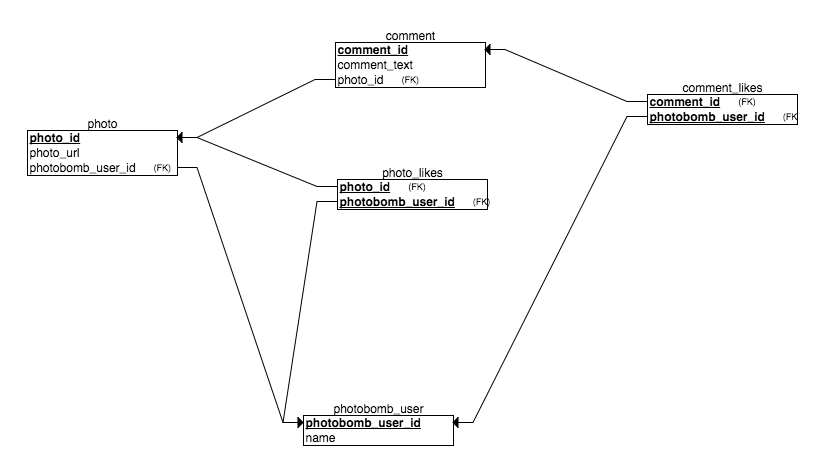 comment
comment_id
comment_text
photo_id (FK)
comment_likes
comment_id (FK)
photobomb_user_id (FK
photo
photo_id
photo_url
photobomb_user_id (FK)
photo_likes
photo_id (FK)
photobomb_user_id (FK)
photobomb_user
photobomb_user_id
name